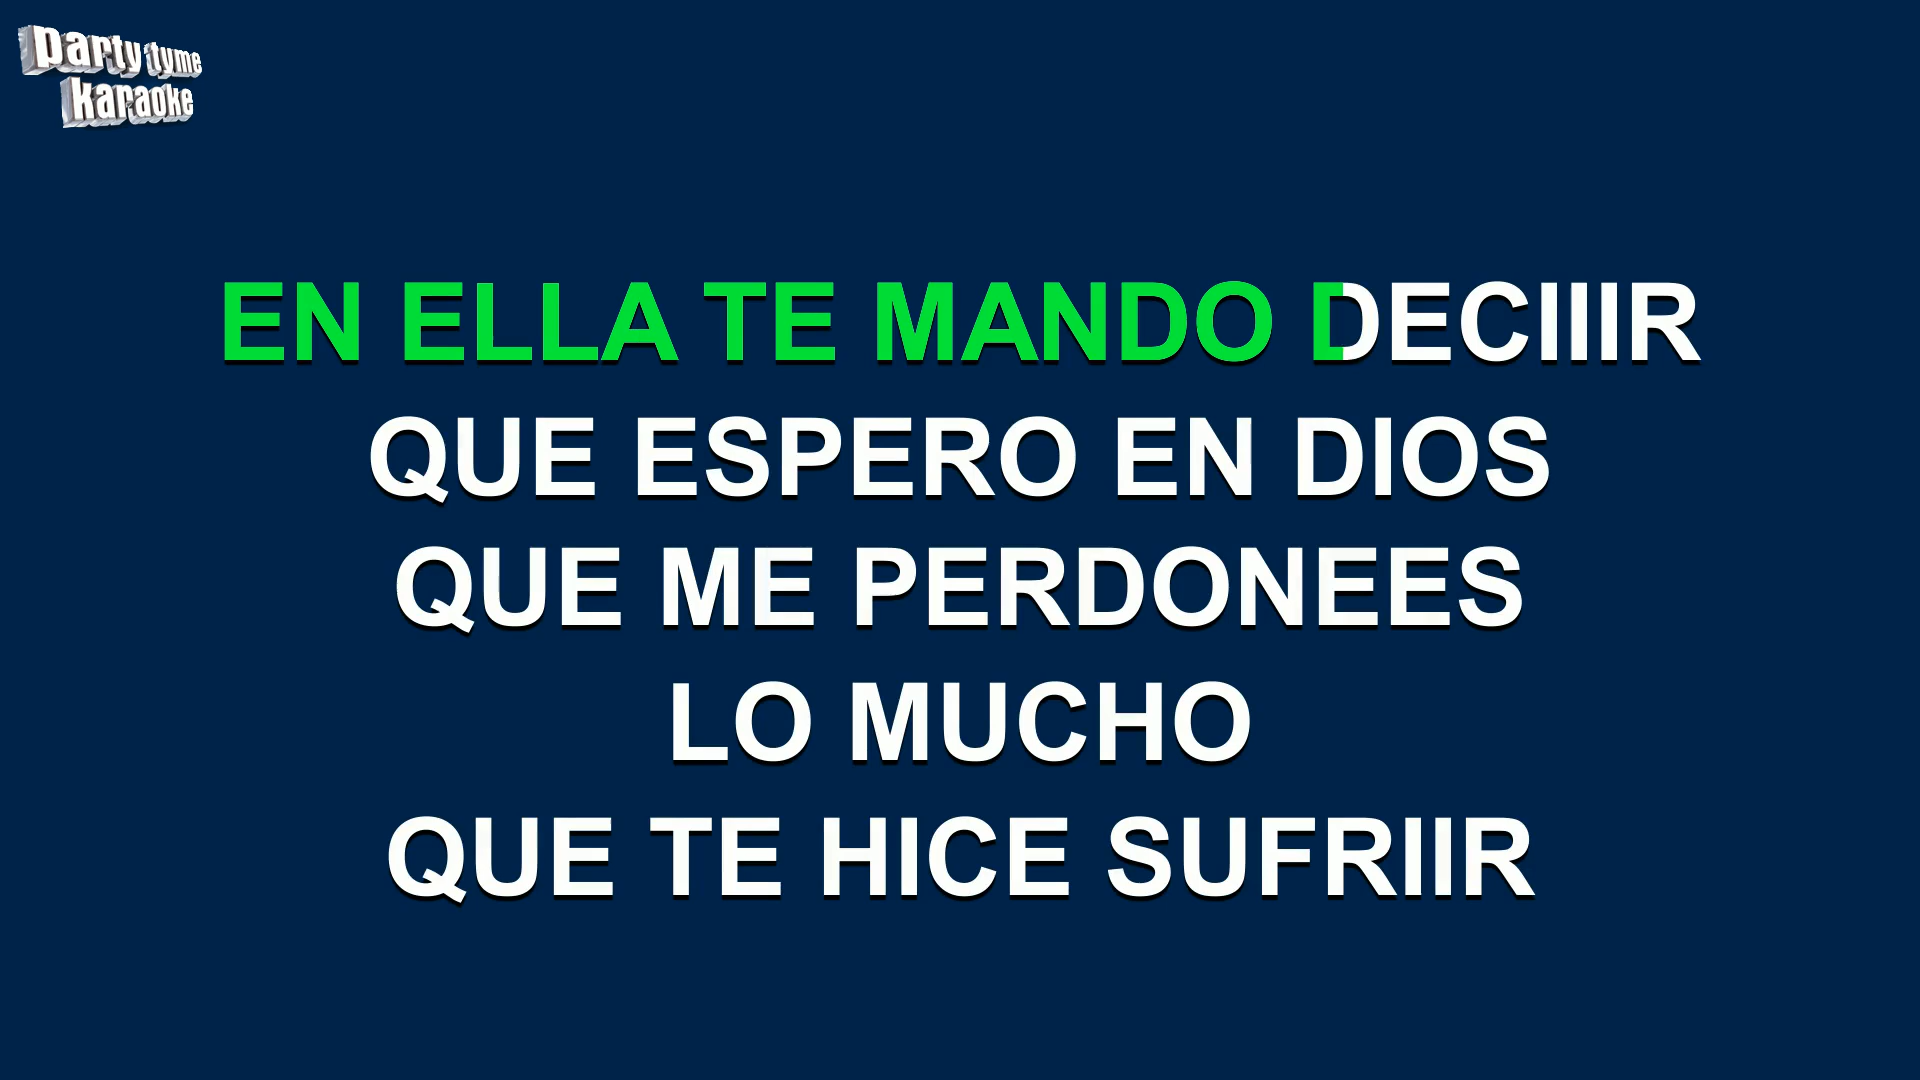 party tyme
karaoke
EN ELLA TE MANDO DECIIIR
QUE ESPERO EN DIOS
QUE ME PERDONEES
LO MUCHO
QUE TE HICE SUFRIIR